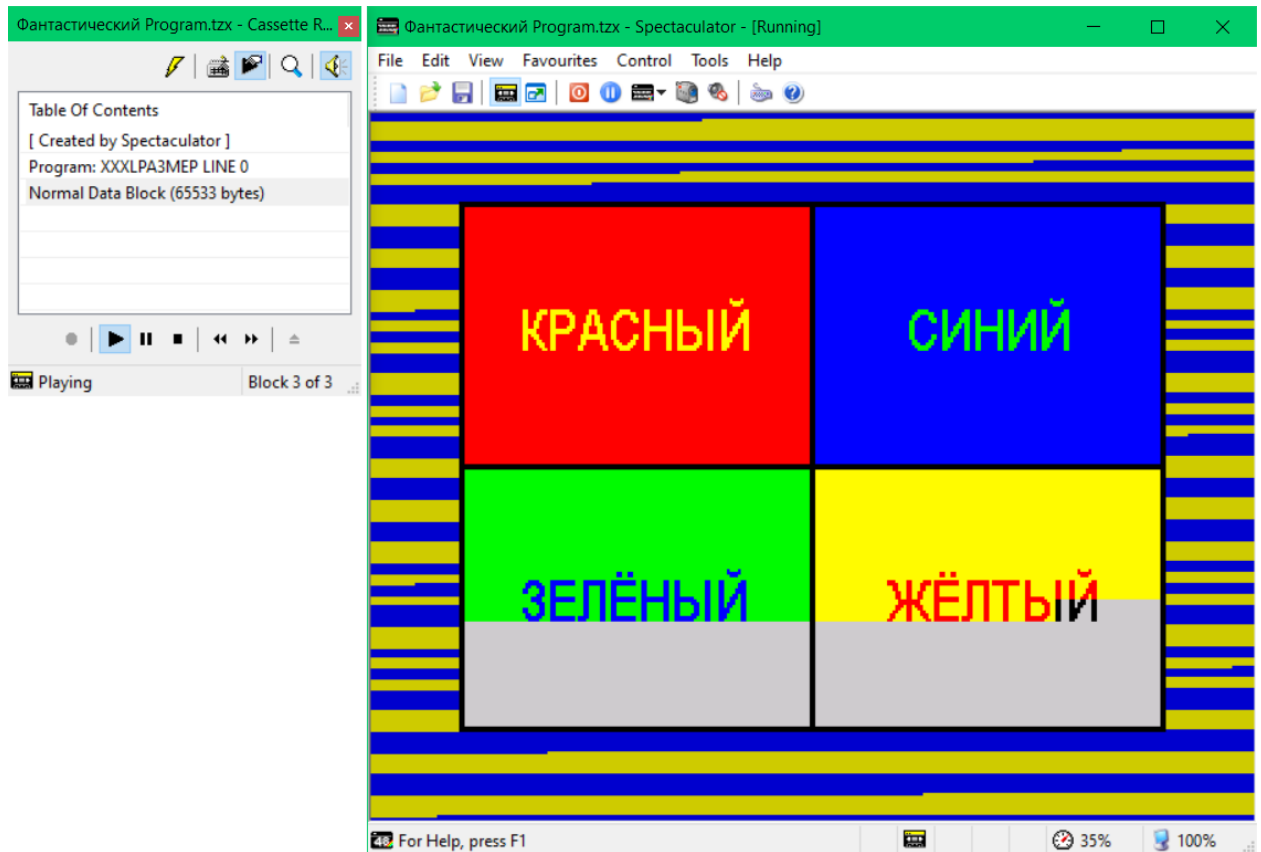 Фантастический Program.tzx - Cassette R...
Table Of Contents
[ Created by Spectaculator ]
Program: XXXLPA3MEP LINE 0
Normal Data Block (65533 bytes)
Playing
Block 3 of 3
Фантастический Program.tzx - Spectaculator - [Running]
File Edit View Favourites Control Tools Help
КРАСНЫЙ
СИНИЙ
ЗЕЛЁНЫЙ
ЖЁЛТЫЙ
48
For Help, press F1
35%
100%